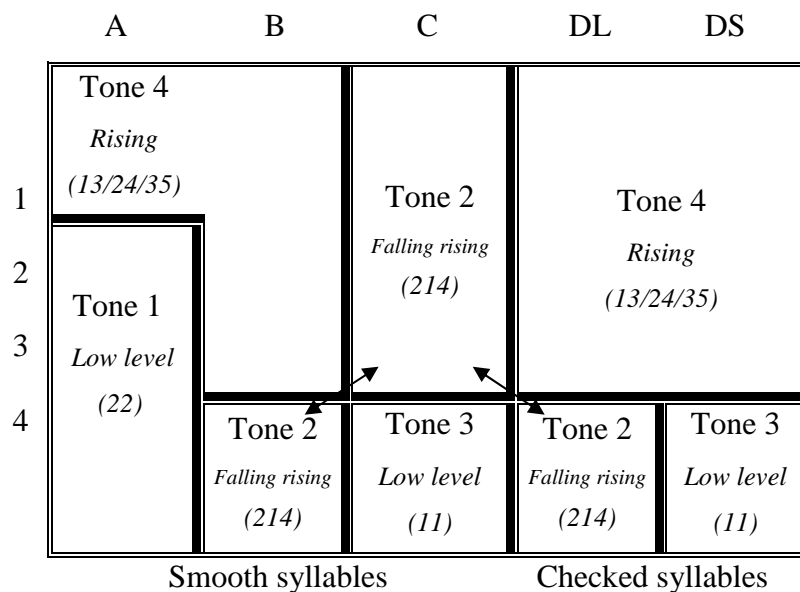 A B C DL DS
Tone 4
Rising
(13/24/35)
1
Tone 2
Falling rising
(214)
Tone 4
Rising
(13/24/35)
2
Tone 1
Low level
(22)
3
4
Tone 2
Falling rising
(214)
Tone 3
Low level
(11)
Tone 2
Falling rising
(214)
Tone 3
Low level
(11)
Smooth syllables Checked syllables